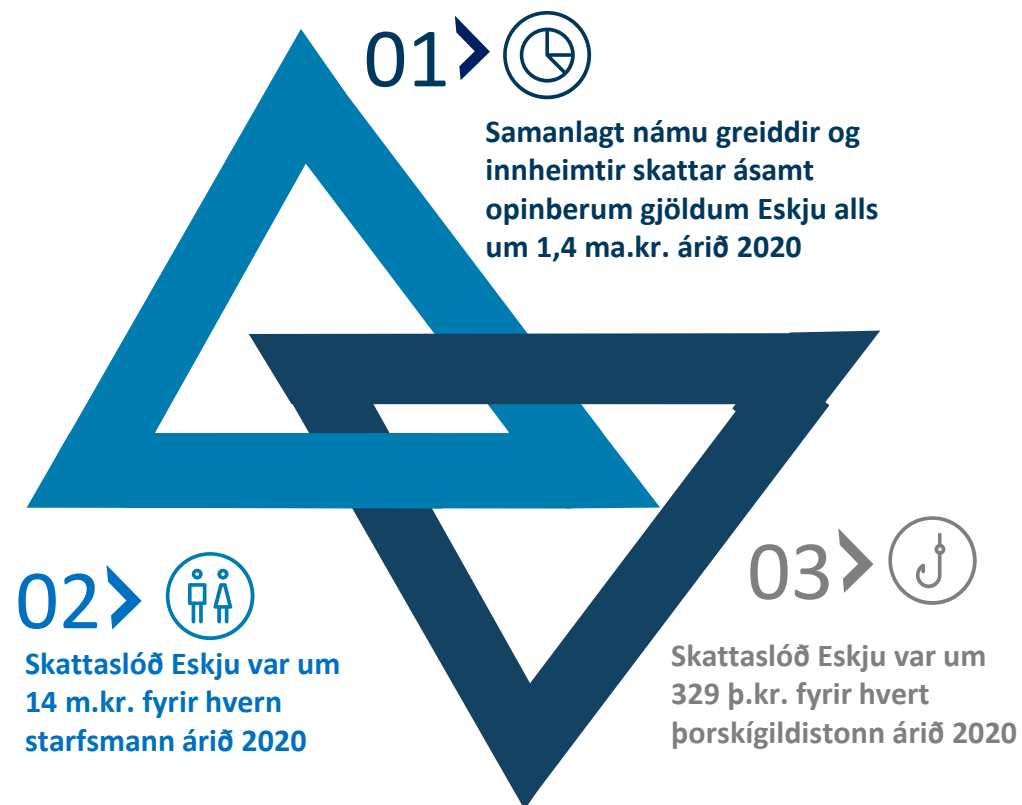 01
Samanlagt námu greiddir og
innheimtir skattar ásamt
opinberum gjöldum Eskju alls
um 1,4 ma.kr. árið 2020
02
Skattaslóð Eskju var um
14 m.kr. fyrir hvern
starfsmann árið 2020
03
Skattaslóð Eskju var um
329 þ.kr. fyrir hvert
þorskígildistonn árið 2020